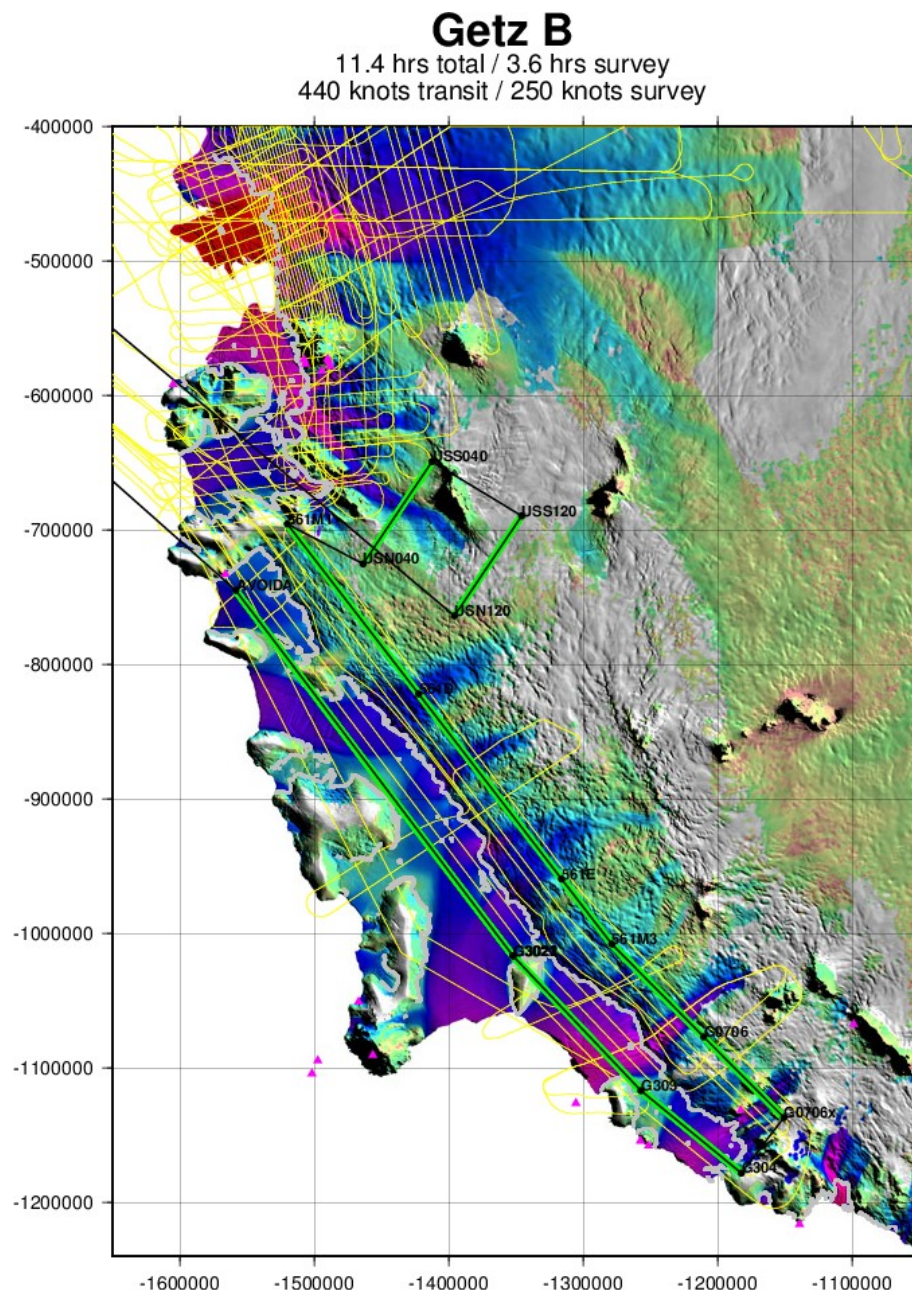 Getz B
11.4 hrs total / 3.6 hrs survey
440 knots transit / 250 knots survey
-400000
-500000
-600000
-700000
-800000
-900000
-1000000
-1100000
-1200000
USS040
USS120
USN040
USN120
AVOIDA
561E
561M3
G0706
G303
G0706x
G304
-1600000 -1500000 -1400000 -1300000 -1200000 -1100000